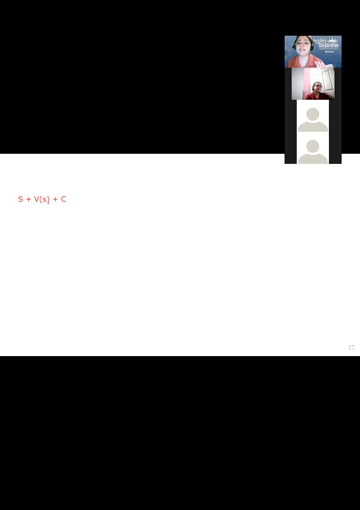 S + V(s) + C